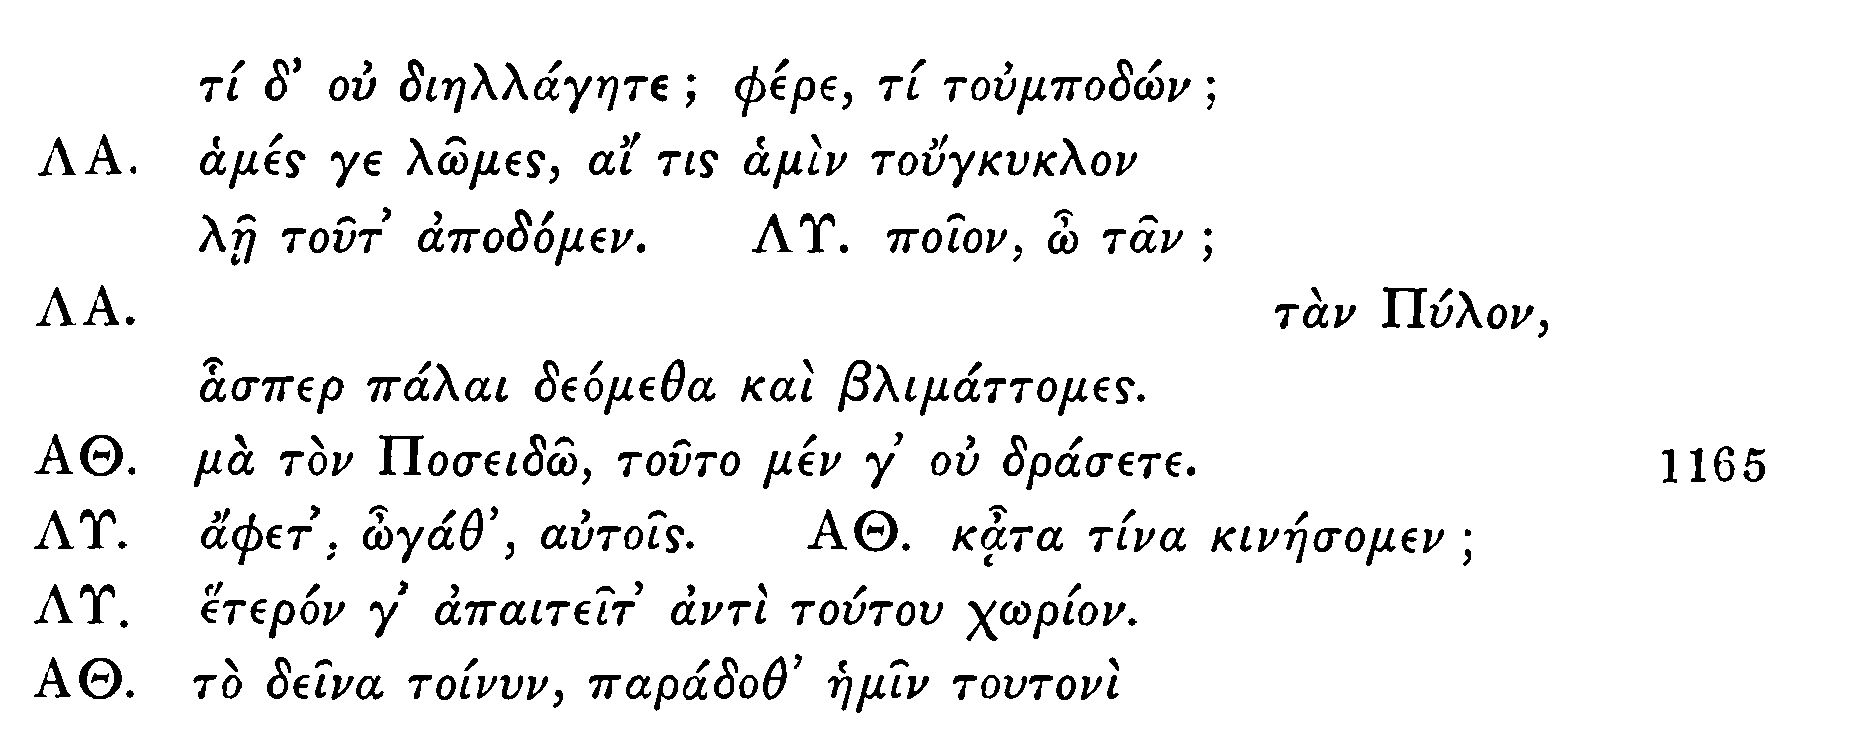 τί δ’ οὐ διηλλάγητε; φέρε, τί τοὐμποδών;
ΛΑ. ἁμές γε λῶμες, αἴ τις ἁμὶν τοὔγκυκλον
λῇ τοῦτ’ ἀποδόμεν. ΛΥ. ποῖον, ὦ τᾶν;
ΛΑ. τὰν Πύλον,
ἇσπερ πάλαι δεόμεθα καὶ βλιμάττομες.
ΑΘ. μὰ τὸν Ποσειδῶ, τοῦτο μέν γ’ οὐ δράσετε. 1165
ΛΥ. ἄφετ’, ὦγάθ’, αὐτοῖς. ΑΘ. κᾆτα τίνα κινήσομεν;
ΛΥ. ἕτερόν γ’ ἀπαιτεῖτ’ ἀντὶ τούτου χωρίον.
ΑΘ. τὸ δεῖνα τοίνυν, παράδοθ’ ἡμῖν τουτονὶ